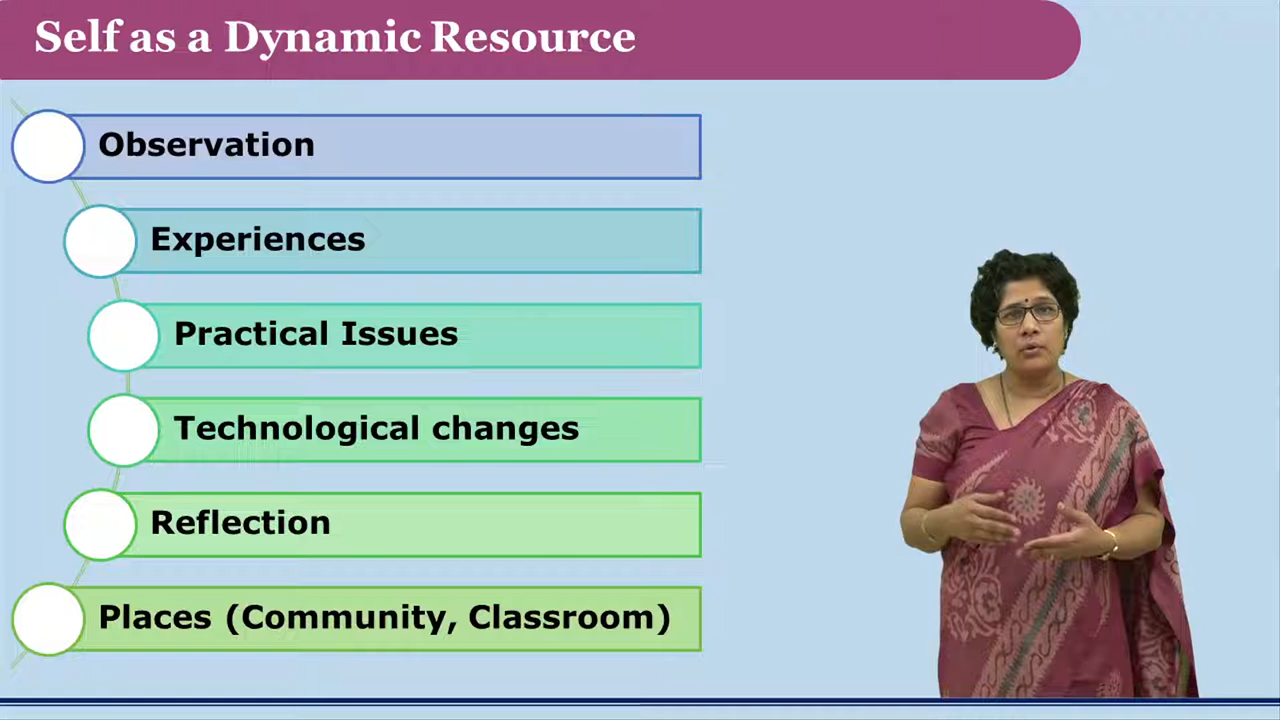 Self as a Dynamic Resource
Observation
Experiences
Practical Issues
Technological changes
Reflection
Places (Community, Classroom)